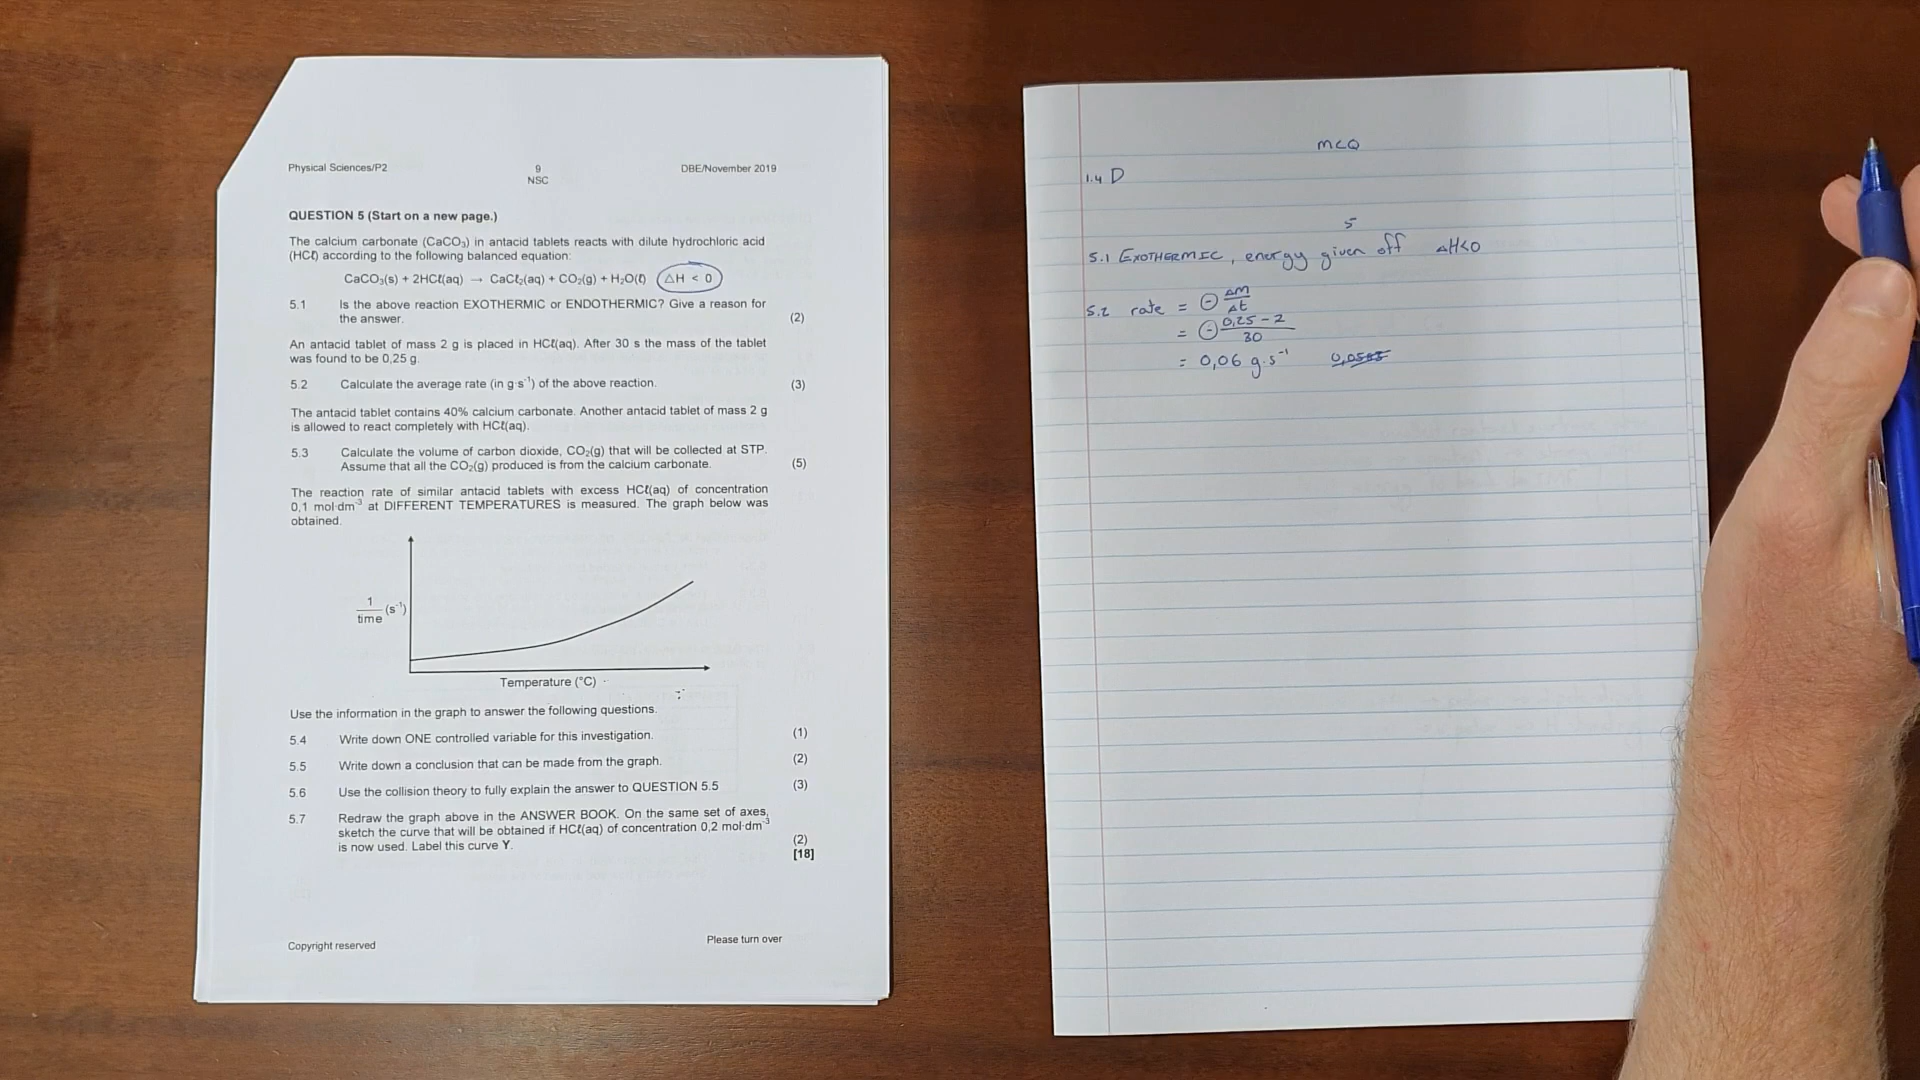 Physical Sciences/P2
9
NSC
DBE/November 2019
QUESTION 5 (Start on a new page.)
The calcium carbonate (CaCO₃) in antacid tablets reacts with dilute hydrochloric acid
(HCℓ) according to the following balanced equation:
CaCO₃(s) + 2HCℓ(aq) → CaCℓ₂(aq) + CO₂(g) + H₂O(ℓ) ΔH < 0
5.1 Is the above reaction EXOTHERMIC or ENDOTHERMIC? Give a reason for
the answer. (2)
An antacid tablet of mass 2 g is placed in HCℓ(aq). After 30 s the mass of the tablet
was found to be 0,25 g.
5.2 Calculate the average rate (in g·s⁻¹) of the above reaction. (3)
The antacid tablet contains 40% calcium carbonate. Another antacid tablet of mass 2 g
is allowed to react completely with HCℓ(aq).
5.3 Calculate the volume of carbon dioxide, CO₂(g) that will be collected at STP.
Assume that all the CO₂(g) produced is from the calcium carbonate. (5)
The reaction rate of similar antacid tablets with excess HCℓ(aq) of concentration
0,1 mol·dm⁻³ at DIFFERENT TEMPERATURES is measured. The graph below was
obtained.
1
time (s⁻¹)
Temperature (°C)
Use the information in the graph to answer the following questions.
5.4 Write down ONE controlled variable for this investigation. (1)
5.5 Write down a conclusion that can be made from the graph. (2)
5.6 Use the collision theory to fully explain the answer to QUESTION 5.5 (3)
5.7 Redraw the graph above in the ANSWER BOOK. On the same set of axes,
sketch the curve that will be obtained if HCℓ(aq) of concentration 0,2 mol·dm⁻³
is now used. Label this curve Y. (2)
[18]
Copyright reserved
Please turn over
MCQ
1.4 D
5
5.1 EXOTHERMIC, energy given off ΔH<0
5.2 rate = - Δm
Δt
= - 0,25 - 2
30
= 0,06 g.s⁻¹